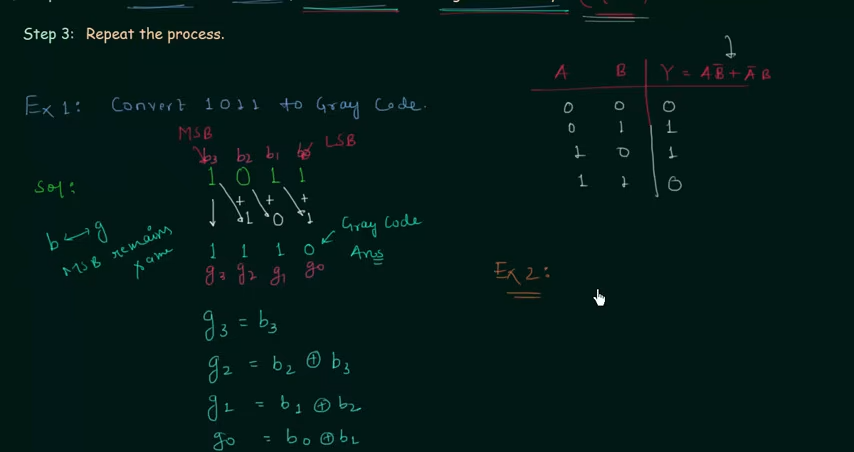 Step 3: Repeat the process.
Ex 1: Convert 1011 to Gray Code.
MSB LSB
b3 b2 b1 b0
Sol: 1 0 1 1
+ + +
1 0 1
b g
MSB remains same
1 1 1 0 Gray Code
Ans
g3 g2 g1 g0
g3 = b3
g2 = b2 ⊕ b3
g1 = b1 ⊕ b2
g0 = b0 ⊕ b1
A B Y = AB̅ + A̅B
0 0 0
0 1 1
1 0 1
1 1 0
Ex 2: